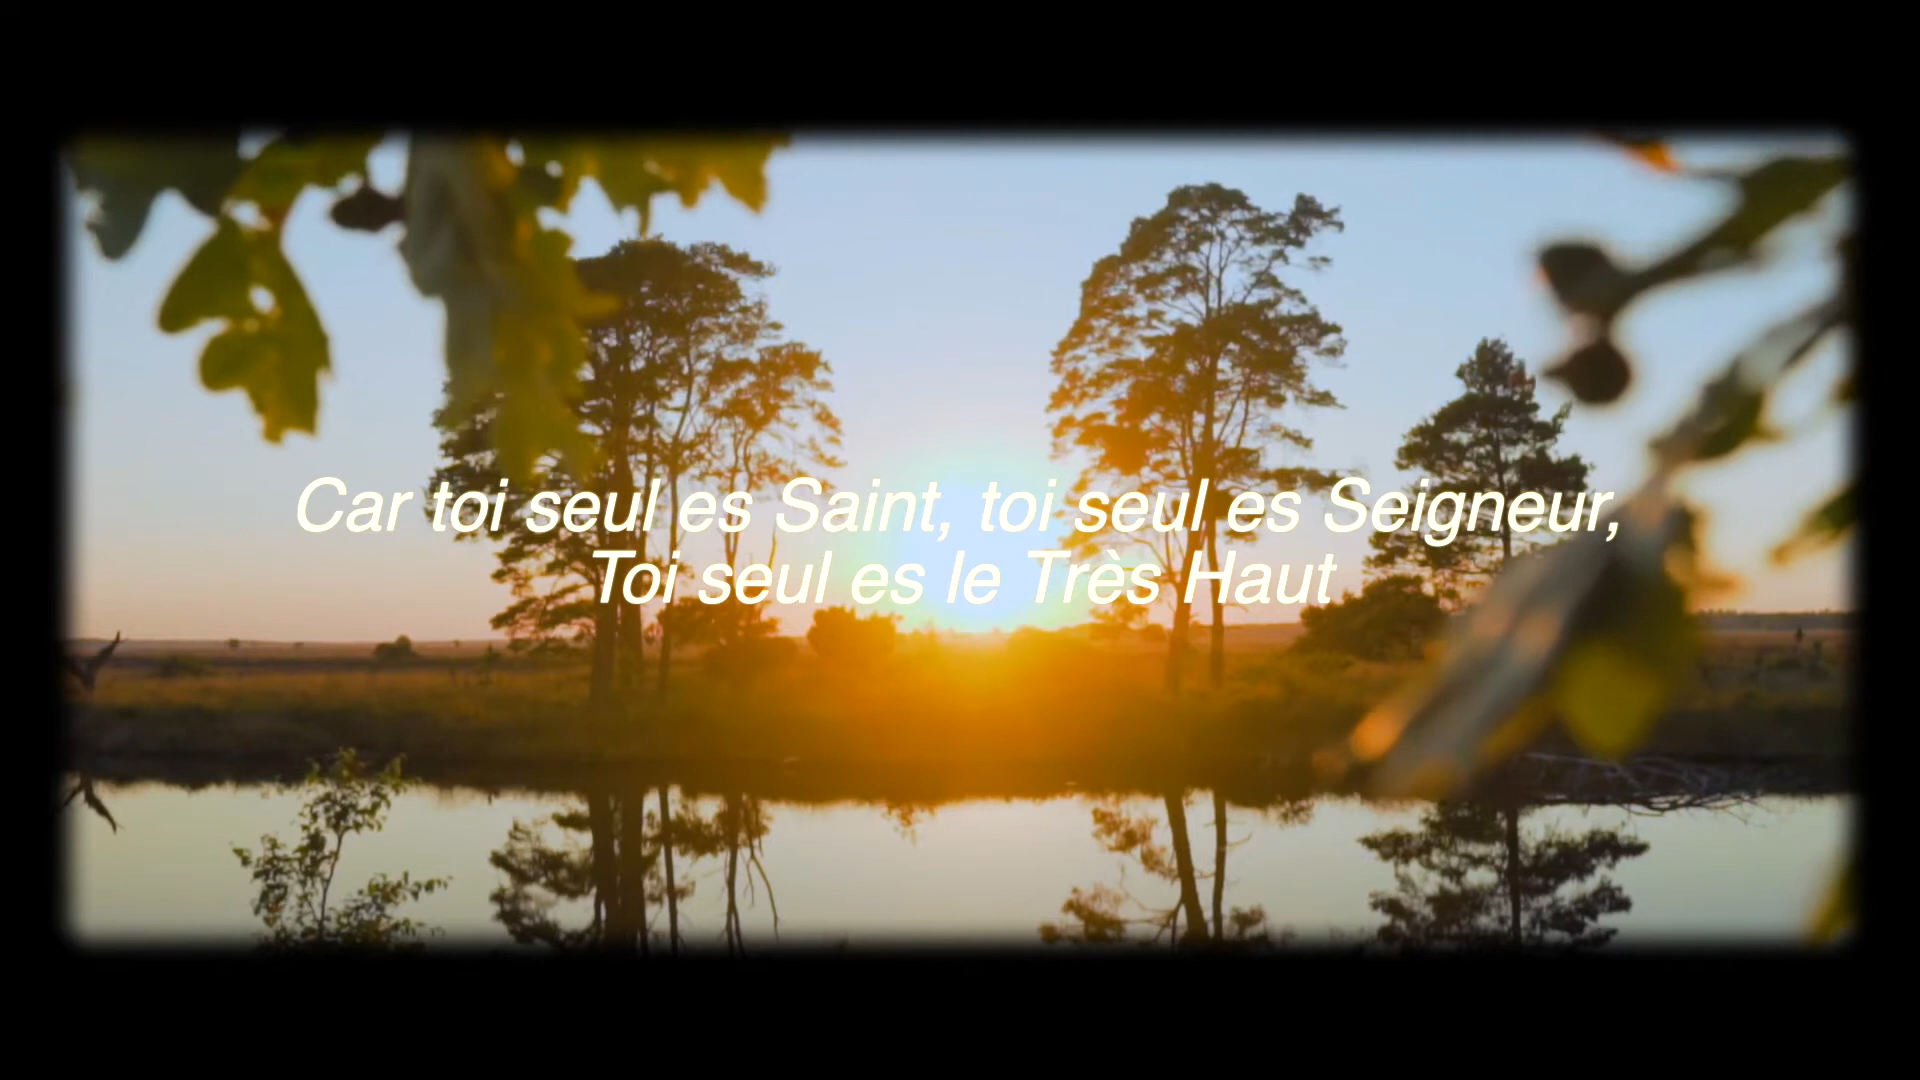 Car toi seul es Saint, toi seul es Seigneur,
Toi seul es le Très Haut